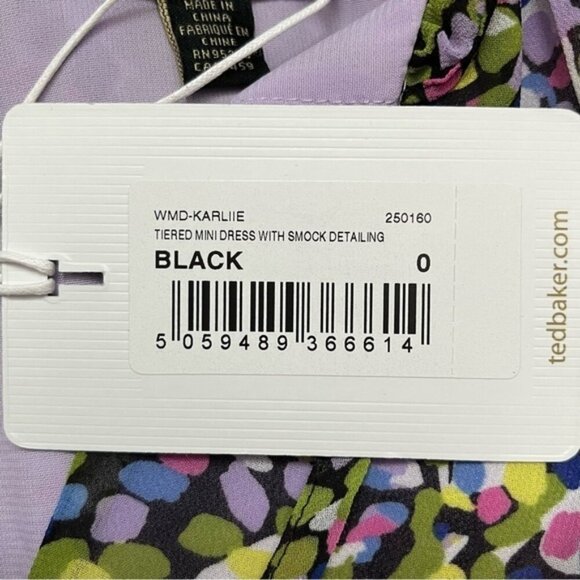 MADE IN
CHINA
FABRIQUÉ EN
CHINE
WMD-KARLIIE 250160
TIERED MINI DRESS WITH SMOCK DETAILING
BLACK 0
5 059489 366614
tedbaker.com